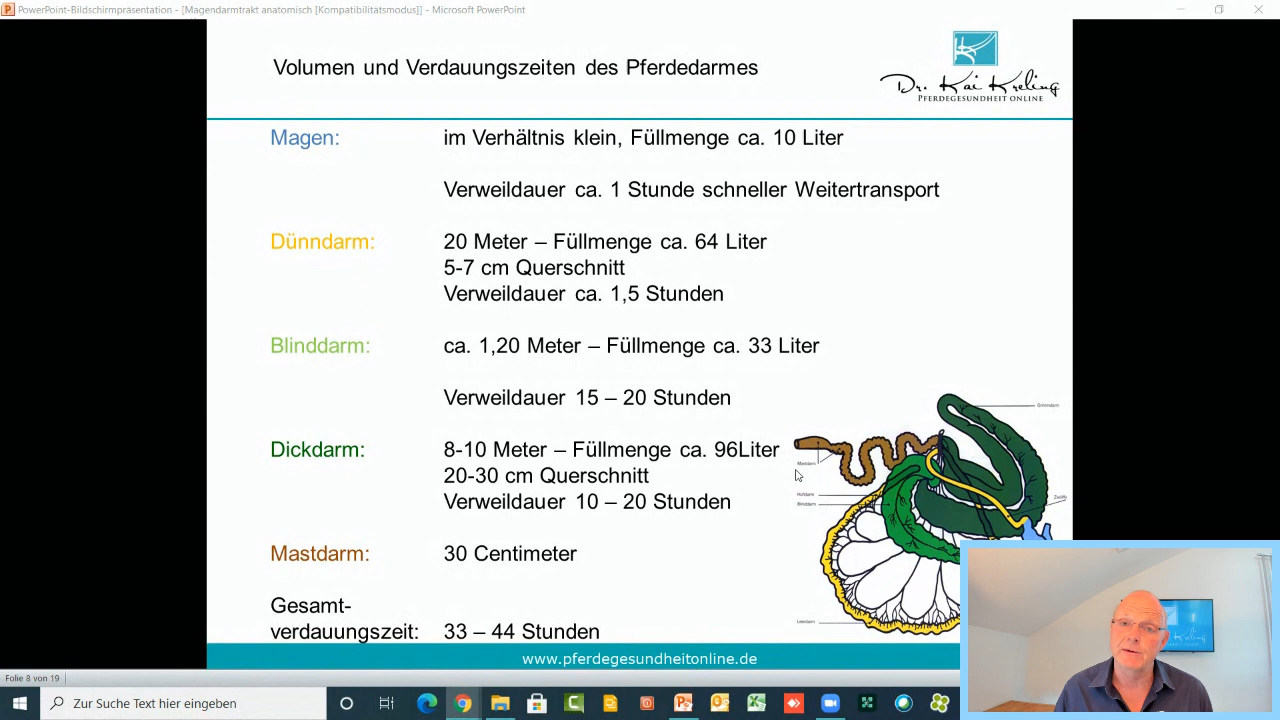 PowerPoint-Bildschirmpräsentation - [Magendarmtrakt anatomisch [Kompatibilitätsmodus]] - Microsoft PowerPoint
Volumen und Verdauungszeiten des Pferdedarmes
Dr. Kai Kreling
PFERDEGESUNDHEIT ONLINE
Magen: im Verhältnis klein, Füllmenge ca. 10 Liter
Verweildauer ca. 1 Stunde schneller Weitertransport
Dünndarm: 20 Meter – Füllmenge ca. 64 Liter
5-7 cm Querschnitt
Verweildauer ca. 1,5 Stunden
Blinddarm: ca. 1,20 Meter – Füllmenge ca. 33 Liter
Verweildauer 15 – 20 Stunden
Dickdarm: 8-10 Meter – Füllmenge ca. 96Liter
20-30 cm Querschnitt
Verweildauer 10 – 20 Stunden
Mastdarm: 30 Centimeter
Gesamt-
verdauungszeit: 33 – 44 Stunden
Grimmdarm
Mastdarm
Hüftdarm
Blinddarm
Leerdarm
www.pferdegesundheitonline.de
Folie 8 von 19
Zur Suche Text hier eingeben